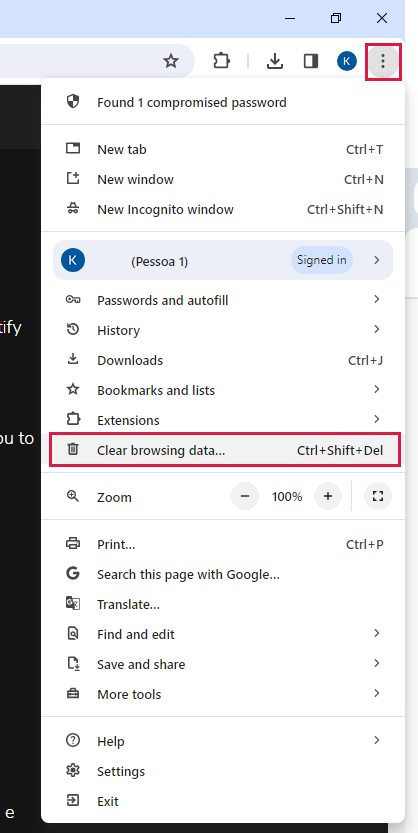 K
Found 1 compromised password
New tab Ctrl+T
New window Ctrl+N
New Incognito window Ctrl+Shift+N
K (Pessoa 1) Signed in
Passwords and autofill
tify
History
Downloads Ctrl+J
Bookmarks and lists
Extensions
ou to
Clear browsing data... Ctrl+Shift+Del
Zoom − 100% +
Print... Ctrl+P
G Search this page with Google...
Translate...
Find and edit
Save and share
More tools
Help
Settings
Exit
e